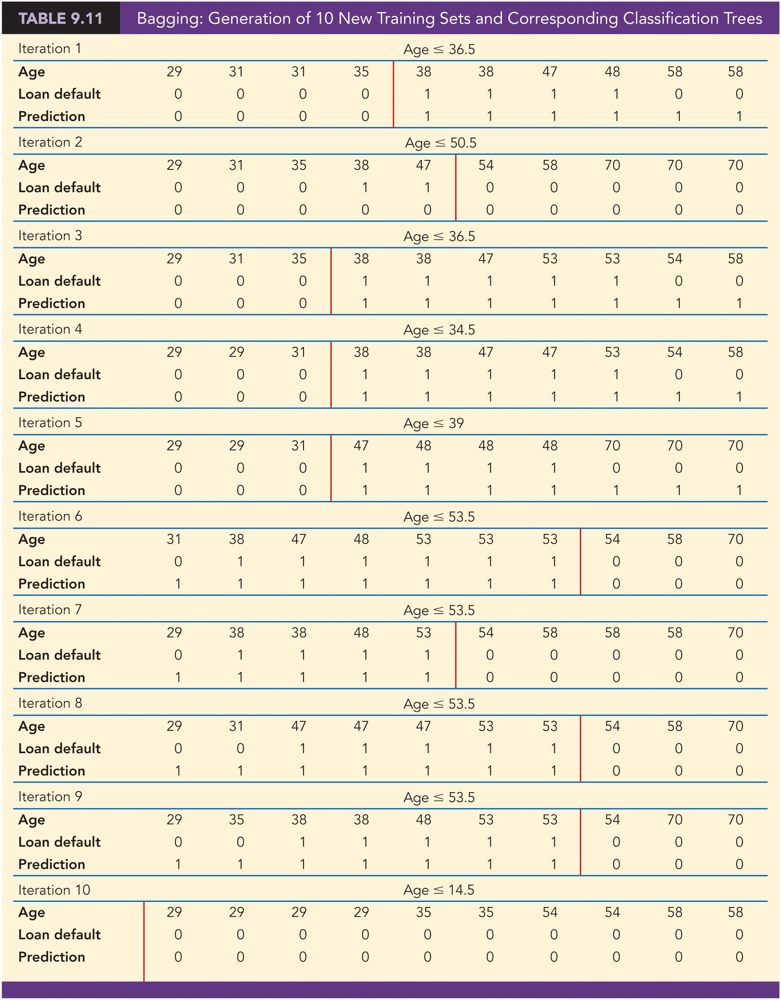 TABLE 9.11 Bagging: Generation of 10 New Training Sets and Corresponding Classification Trees
Iteration 1 Age ≤ 36.5
Age 29 31 31 35 38 38 47 48 58 58
Loan default 0 0 0 0 1 1 1 1 0 0
Prediction 0 0 0 0 1 1 1 1 1 1
Iteration 2 Age ≤ 50.5
Age 29 31 35 38 47 54 58 70 70 70
Loan default 0 0 0 1 1 0 0 0 0 0
Prediction 0 0 0 0 0 0 0 0 0 0
Iteration 3 Age ≤ 36.5
Age 29 31 35 38 38 47 53 53 54 58
Loan default 0 0 0 1 1 1 1 1 0 0
Prediction 0 0 0 1 1 1 1 1 1 1
Iteration 4 Age ≤ 34.5
Age 29 29 31 38 38 47 47 53 54 58
Loan default 0 0 0 1 1 1 1 1 0 0
Prediction 0 0 0 1 1 1 1 1 1 1
Iteration 5 Age ≤ 39
Age 29 29 31 47 48 48 48 70 70 70
Loan default 0 0 0 1 1 1 1 0 0 0
Prediction 0 0 0 1 1 1 1 1 1 1
Iteration 6 Age ≤ 53.5
Age 31 38 47 48 53 53 53 54 58 70
Loan default 0 1 1 1 1 1 1 0 0 0
Prediction 1 1 1 1 1 1 1 0 0 0
Iteration 7 Age ≤ 53.5
Age 29 38 38 48 53 54 58 58 58 70
Loan default 0 1 1 1 1 0 0 0 0 0
Prediction 1 1 1 1 1 0 0 0 0 0
Iteration 8 Age ≤ 53.5
Age 29 31 47 47 47 53 53 54 58 70
Loan default 0 0 1 1 1 1 1 0 0 0
Prediction 1 1 1 1 1 1 1 0 0 0
Iteration 9 Age ≤ 53.5
Age 29 35 38 38 48 53 53 54 70 70
Loan default 0 0 1 1 1 1 1 0 0 0
Prediction 1 1 1 1 1 1 1 0 0 0
Iteration 10 Age ≤ 14.5
Age 29 29 29 29 35 35 54 54 58 58
Loan default 0 0 0 0 0 0 0 0 0 0
Prediction 0 0 0 0 0 0 0 0 0 0